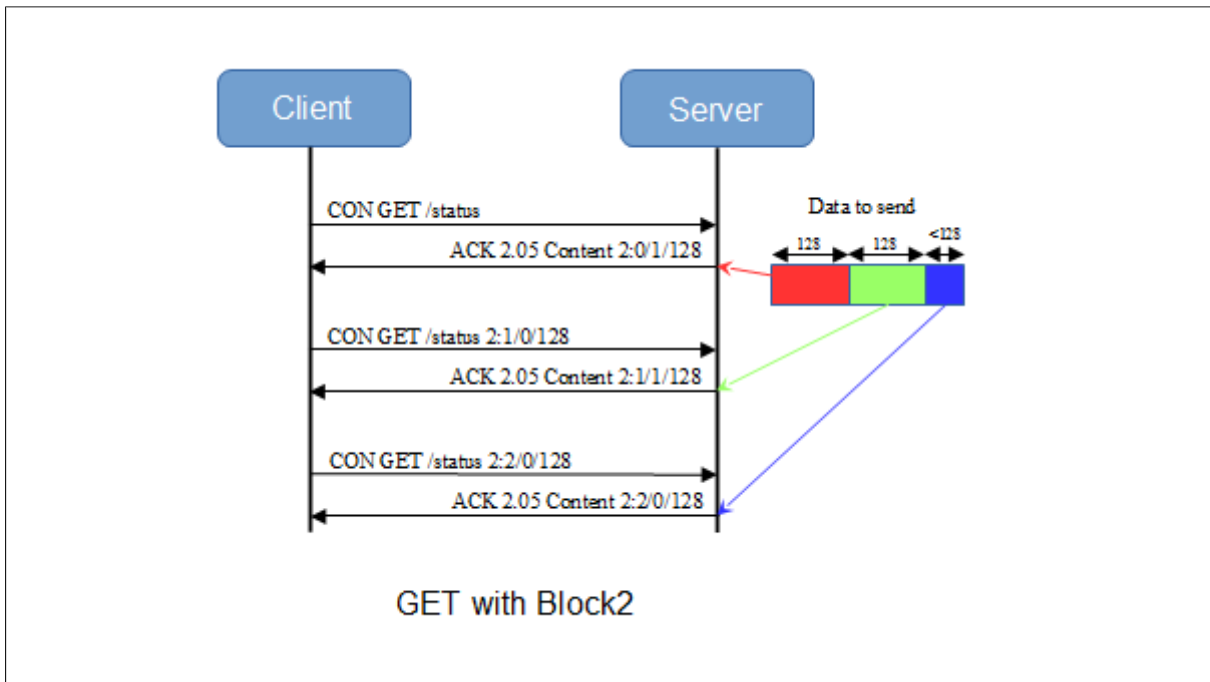 Client
Server
CON GET /status
Data to send
128
128
<128
ACK 2.05 Content 2:0/1/128
CON GET /status 2:1/0/128
ACK 2.05 Content 2:1/1/128
CON GET /status 2:2/0/128
ACK 2.05 Content 2:2/0/128
GET with Block2